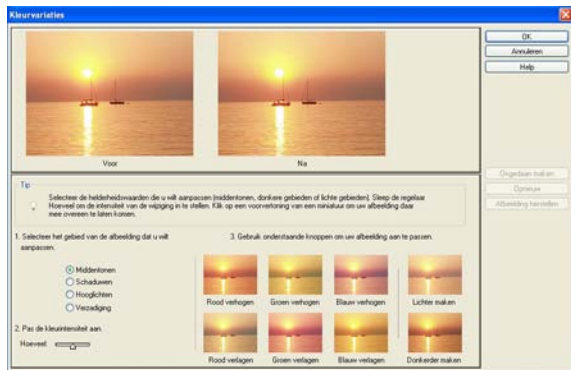 Kleurvariaties
OK
Annuleren
Help
Voor
Na
Ongedaan maken
Opnieuw
Afbeelding herstellen
Tip
Selecteer de helderheidswaarden die u wilt aanpassen (middentonen, donkere gebieden of lichte gebieden). Sleep de regelaar
Hoeveel om de intensiteit van de wijziging in te stellen. Klik op een voorvertoning van een miniatuur om uw afbeelding daar
mee overeen te laten komen.
1. Selecteer het gebied van de afbeelding dat u wilt
aanpassen.
Middentonen
Schaduwen
Hooglichten
Verzadiging
2. Pas de kleurintensiteit aan.
Hoeveel:
3. Gebruik onderstaande knoppen om uw afbeelding aan te passen.
Rood verhogen
Groen verhogen
Blauw verhogen
Lichter maken
Rood verlagen
Groen verlagen
Blauw verlagen
Donkerder maken